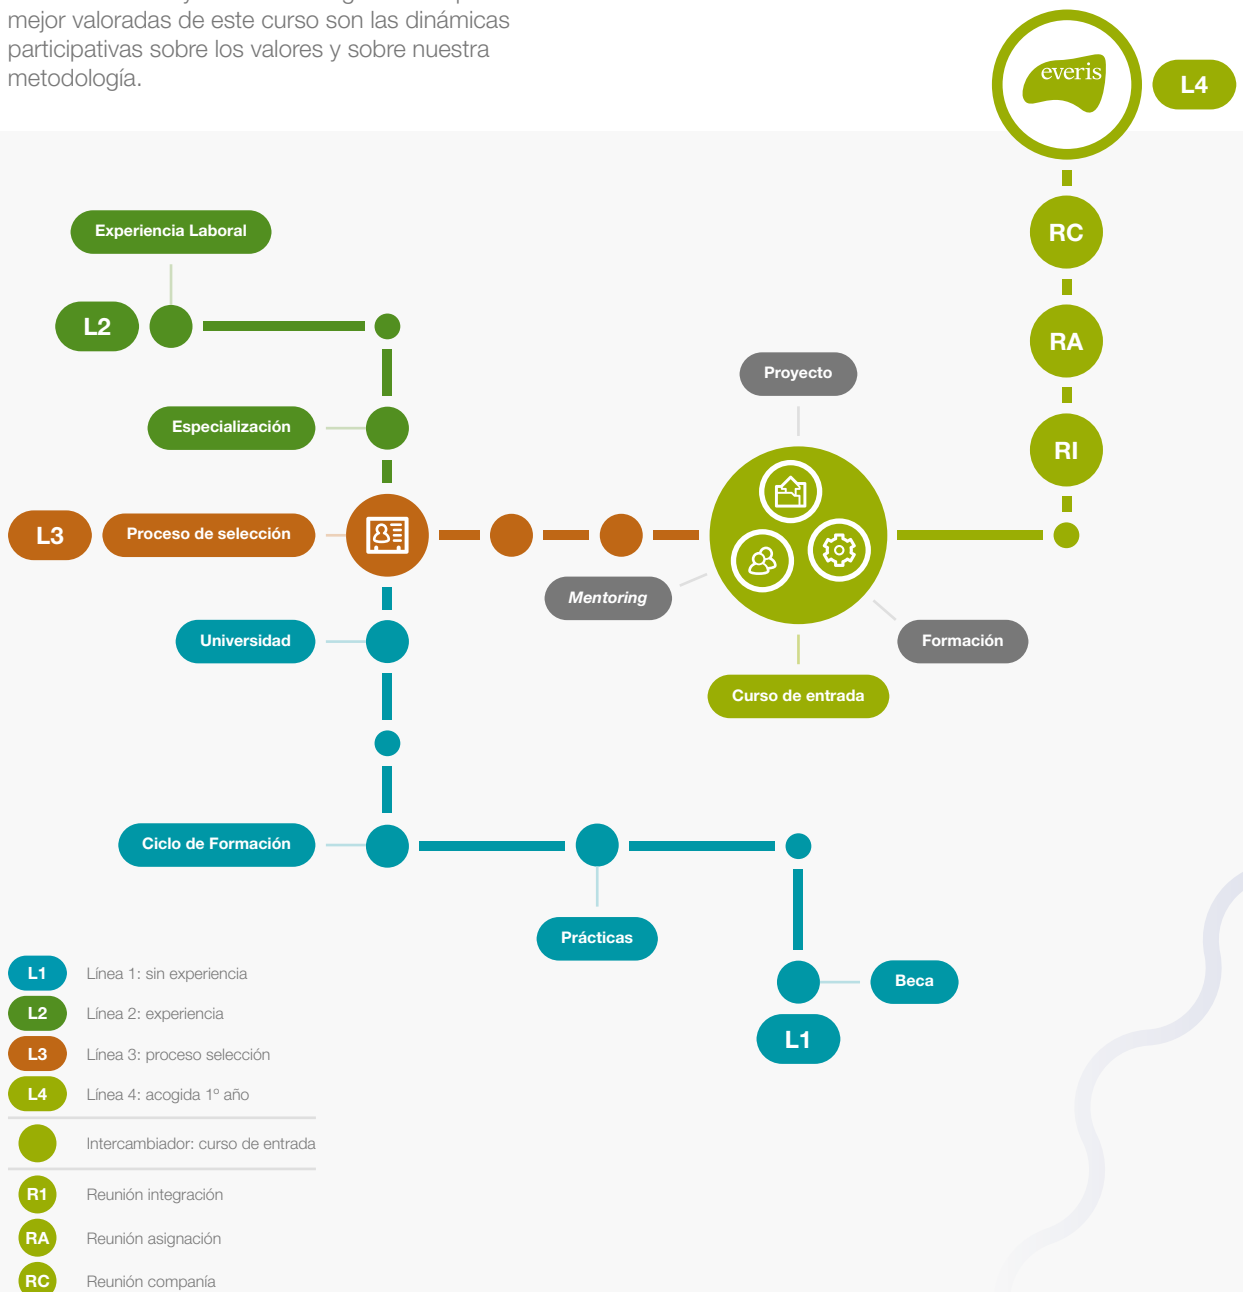 mejor valoradas de este curso son las dinámicas
participativas sobre los valores y sobre nuestra
metodología.
everis
L4
RC
Experiencia Laboral
L2
RA
Proyecto
Especialización
RI
L3
Proceso de selección
Mentoring
Universidad
Formación
Curso de entrada
Ciclo de Formación
Prácticas
Beca
L1
L1 Línea 1: sin experiencia
L2 Línea 2: experiencia
L3 Línea 3: proceso selección
L4 Línea 4: acogida 1º año
Intercambiador: curso de entrada
R1 Reunión integración
RA Reunión asignación
RC Reunión companía